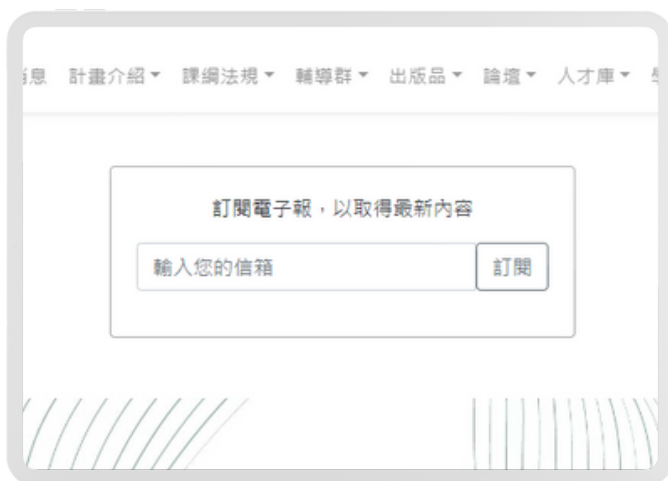 息 計畫介紹 課綱法規 輔導群 出版品 論壇 人才庫
訂閱電子報，以取得最新內容
輸入您的信箱 訂閱